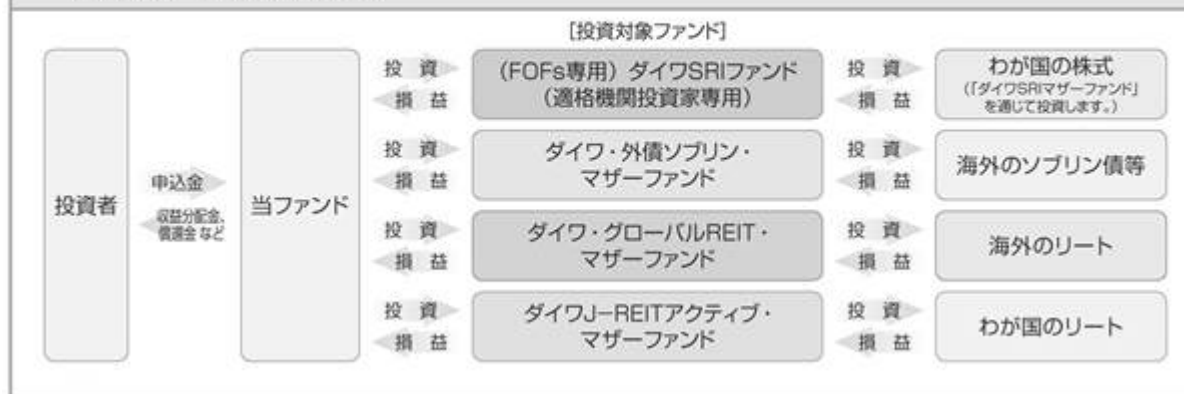 [投資対象ファンド]
投資者
申込金
収益分配金、
償還金 など
当ファンド
投 資
損 益
(FOFs専用) ダイワSRIファンド
(適格機関投資家専用)
投 資
損 益
わが国の株式
(「ダイワSRIマザーファンド」
を通じて投資します。)
投 資
損 益
ダイワ・外債ソブリン・
マザーファンド
投 資
損 益
海外のソブリン債等
投 資
損 益
ダイワ・グローバルREIT・
マザーファンド
投 資
損 益
海外のリート
投 資
損 益
ダイワJ-REITアクティブ・
マザーファンド
投 資
損 益
わが国のリート